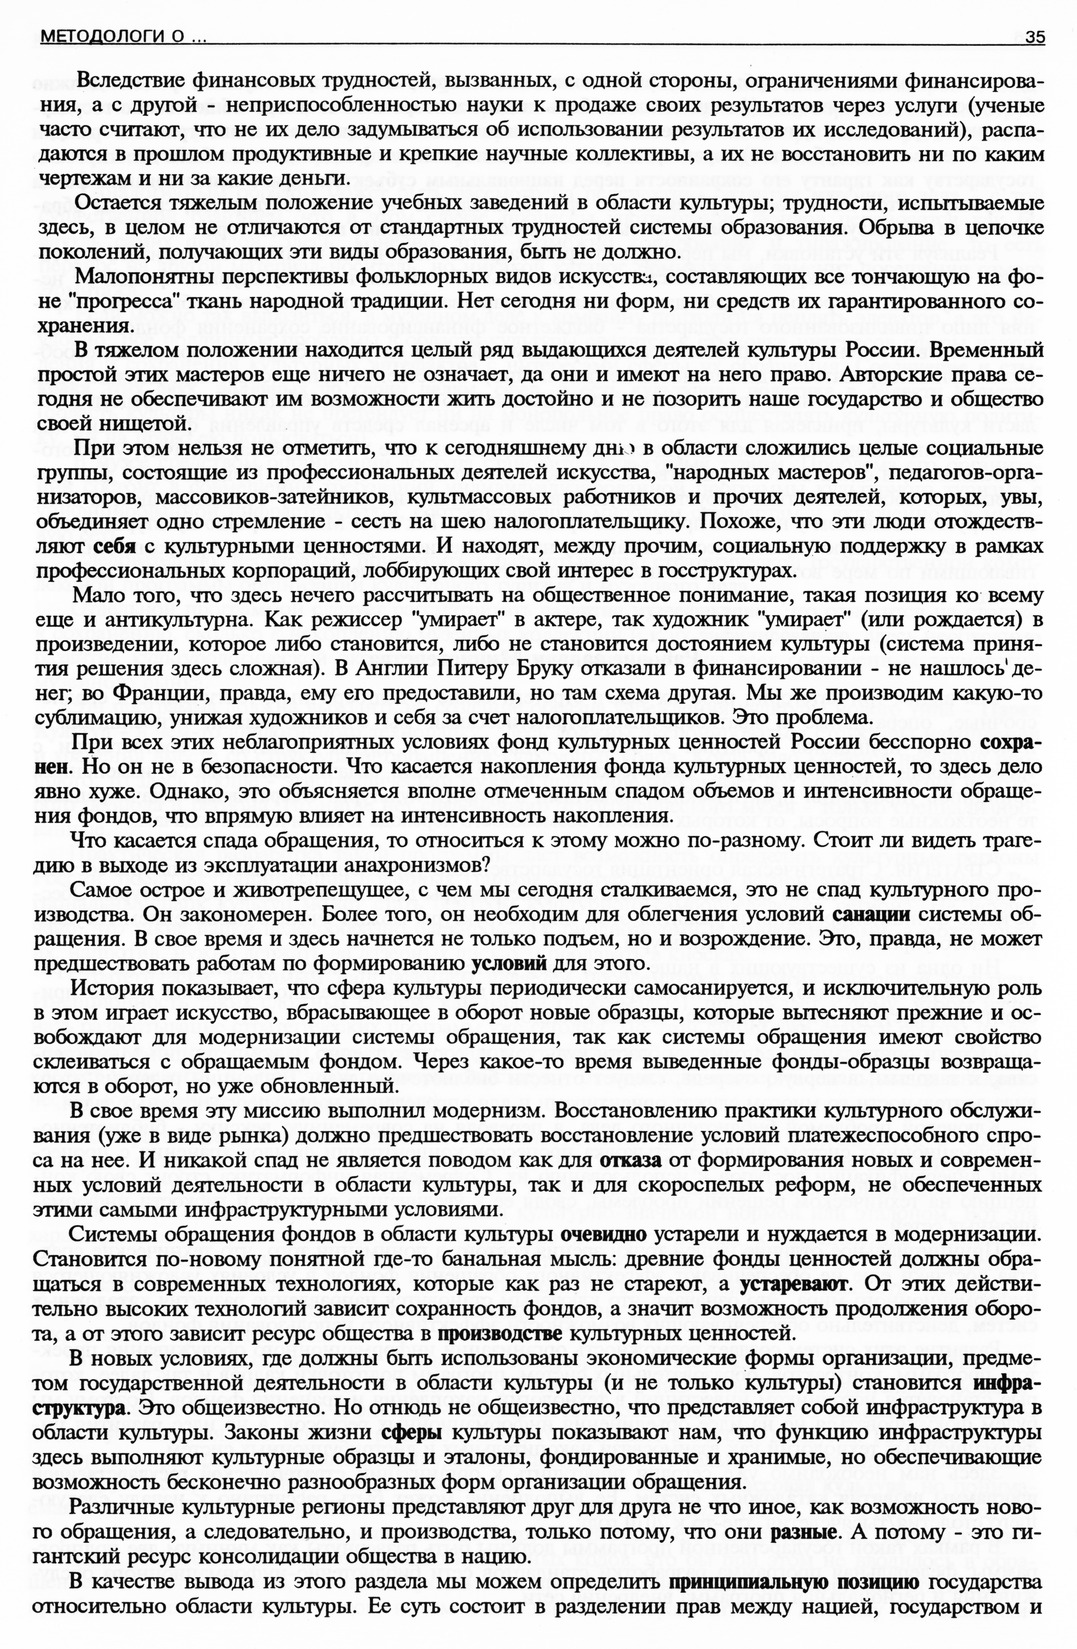 МЕТОДОЛОГИ О ... 35
Вследствие финансовых трудностей, вызванных, с одной стороны, ограничениями финансирова-
ния, а с другой - неприспособленностью науки к продаже своих результатов через услуги (ученые
часто считают, что не их дело задумываться об использовании результатов их исследований), распа-
даются в прошлом продуктивные и крепкие научные коллективы, а их не восстановить ни по каким
чертежам и ни за какие деньги.
Остается тяжелым положение учебных заведений в области культуры; трудности, испытываемые
здесь, в целом не отличаются от стандартных трудностей системы образования. Обрыва в цепочке
поколений, получающих эти виды образования, быть не должно.
Малопонятны перспективы фольклорных видов искусства, составляющих все тончающую на фо-
не "прогресса" ткань народной традиции. Нет сегодня ни форм, ни средств их гарантированного со-
хранения.
В тяжелом положении находится целый ряд выдающихся деятелей культуры России. Временный
простой этих мастеров еще ничего не означает, да они и имеют на него право. Авторские права се-
годня не обеспечивают им возможности жить достойно и не позорить наше государство и общество
своей нищетой.
При этом нельзя не отметить, что к сегодняшнему дню в области сложились целые социальные
группы, состоящие из профессиональных деятелей искусства, "народных мастеров", педагогов-орга-
низаторов, массовиков-затейников, культмассовых работников и прочих деятелей, которых, увы,
объединяет одно стремление - сесть на шею налогоплательщику. Похоже, что эти люди отождеств-
ляют себя с культурными ценностями. И находят, между прочим, социальную поддержку в рамках
профессиональных корпораций, лоббирующих свой интерес в госструктурах.
Мало того, что здесь нечего рассчитывать на общественное понимание, такая позиция ко всему
еще и антикультурна. Как режиссер "умирает" в актере, так художник "умирает" (или рождается) в
произведении, которое либо становится, либо не становится достоянием культуры (система приня-
тия решения здесь сложная). В Англии Питеру Бруку отказали в финансировании - не нашлось де-
нег; во Франции, правда, ему его предоставили, но там схема другая. Мы же производим какую-то
сублимацию, унижая художников и себя за счет налогоплательщиков. Это проблема.
При всех этих неблагоприятных условиях фонд культурных ценностей России бесспорно сохра-
нен. Но он не в безопасности. Что касается накопления фонда культурных ценностей, то здесь дело
явно хуже. Однако, это объясняется вполне отмеченным спадом объемов и интенсивности обраще-
ния фондов, что впрямую влияет на интенсивность накопления.
Что касается спада обращения, то относиться к этому можно по-разному. Стоит ли видеть траге-
дию в выходе из эксплуатации анахронизмов?
Самое острое и животрепещущее, с чем мы сегодня сталкиваемся, это не спад культурного про-
изводства. Он закономерен. Более того, он необходим для облегчения условий санации системы об-
ращения. В свое время и здесь начнется не только подъем, но и возрождение. Это, правда, не может
предшествовать работам по формированию условий для этого.
История показывает, что сфера культуры периодически самосанируется, и исключительную роль
в этом играет искусство, вбрасывающее в оборот новые образцы, которые вытесняют прежние и ос-
вобождают для модернизации системы обращения, так как системы обращения имеют свойство
склеиваться с обращаемым фондом. Через какое-то время выведенные фонды-образцы возвраща-
ются в оборот, но уже обновленный.
В свое время эту миссию выполнил модернизм. Восстановлению практики культурного обслужи-
вания (уже в виде рынка) должно предшествовать восстановление условий платежеспособного спро-
са на нее. И никакой спад не является поводом как для отказа от формирования новых и современ-
ных условий деятельности в области культуры, так и для скороспелых реформ, не обеспеченных
этими самыми инфраструктурными условиями.
Системы обращения фондов в области культуры очевидно устарели и нуждается в модернизации.
Становится по-новому понятной где-то банальная мысль: древние фонды ценностей должны обра-
щаться в современных технологиях, которые как раз не стареют, а устаревают. От этих действи-
тельно высоких технологий зависит сохранность фондов, а значит возможность продолжения оборо-
та, а от этого зависит ресурс общества в производстве культурных ценностей.
В новых условиях, где должны быть использованы экономические формы организации, предме-
том государственной деятельности в области культуры (и не только культуры) становится инфра-
структура. Это общеизвестно. Но отнюдь не общеизвестно, что представляет собой инфраструктура в
области культуры. Законы жизни сферы культуры показывают нам, что функцию инфраструктуры
здесь выполняют культурные образцы и эталоны, фондированные и хранимые, но обеспечивающие
возможность бесконечно разнообразных форм организации обращения.
Различные культурные регионы представляют друг для друга не что иное, как возможность ново-
го обращения, а следовательно, и производства, только потому, что они разные. А потому - это ги-
гантский ресурс консолидации общества в нацию.
В качестве вывода из этого раздела мы можем определить принципиальную позицию государства
относительно области культуры. Ее суть состоит в разделении прав между нацией, государством и